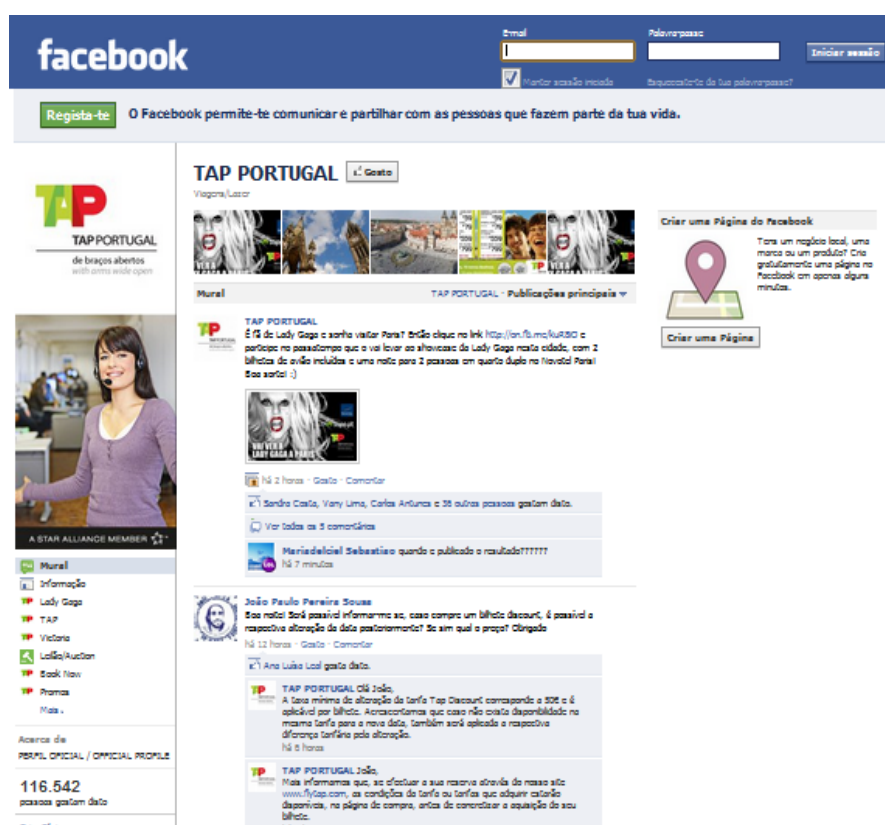 facebook
E-mail
Palavra-passe
Iniciar sessão
Manter sessão iniciada
Esqueceste-te da tua palavra-passe?
Regista-te
O Facebook permite-te comunicar e partilhar com as pessoas que fazem parte da tua vida.
TAP
TAP PORTUGAL
de braços abertos
with arms wide open
A STAR ALLIANCE MEMBER
Mural
Informação
Lady Gaga
TAP
Victoria
Leilão/Auction
Book Now
Promos
Mais
Acerca de
PERFIL OFICIAL / OFFICIAL PROFILE
116.542
pessoas gostam disto
TAP PORTUGAL
Gosto
Viagens/Lazer
Mural
TAP PORTUGAL · Publicações principais
TAP PORTUGAL
É fã de Lady Gaga e sonha visitar Paris? Então clique no link http://on.fb.me/ e
participe no passatempo que o vai levar ao showcase da Lady Gaga nesta cidade, com 2
bilhetes de avião incluídos e uma noite para 2 pessoas em quarto duplo no Novotel Paris!
Boa sorte! :)
VAI VER A
LADY GAGA A PARIS
há 2 horas · Gosto · Comentar
Sandra Costa, Vany Lima, Carlos Antunes e 38 outras pessoas gostam disto.
Ver todos os 5 comentários
Mariadelciel Sebastiao quando e publicado o resultado??????
há 7 minutos
João Paulo Pereira Sousa
Boa noite! Será possível informar-me se, caso compre um bilhete discount, é possível a
respectiva alteração da data posteriormente? Se sim qual o preço? Obrigado
há 12 horas · Gosto · Comentar
Ana Luisa Leal gosta disto.
TAP PORTUGAL Olá João,
A taxa mínima de alteração da tarifa Tap Discount corresponde a 50€ e é
aplicável por bilhete. Acrescentamos que caso não exista disponibilidade na
mesma tarifa para a nova data, também será aplicada a respectiva
diferença tarifária pela alteração.
há 8 horas
TAP PORTUGAL João,
Mais informamos que, se efectuar a sua reserva através do nosso site
www.flytap.com, as condições da tarifa ou tarifas que adquirir estarão
disponíveis, na página de compra, antes de concretizar a aquisição do seu
bilhete.
Criar uma Página do Facebook
Tens um negócio local, uma
marca ou um produto? Cria
gratuitamente uma página no
Facebook em apenas alguns
minutos.
Criar uma Página